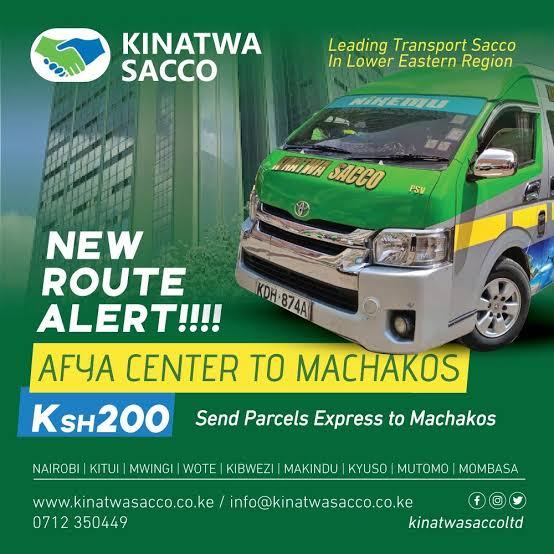 KINATWA
SACCO
Leading Transport Sacco
In Lower Eastern Region
NIKEMU
KINATWA SACCO
PSV
KDH 874A
NEW
ROUTE
ALERT!!!!
AFYA CENTER TO MACHAKOS
KSH200
Send Parcels Express to Machakos
NAIROBI | KITUI | MWINGI | WOTE | KIBWEZI | MAKINDU | KYUSO | MUTOMO | MOMBASA
www.kinatwasacco.co.ke / info@kinatwasacco.co.ke
0712 350449
kinatwasaccoltd